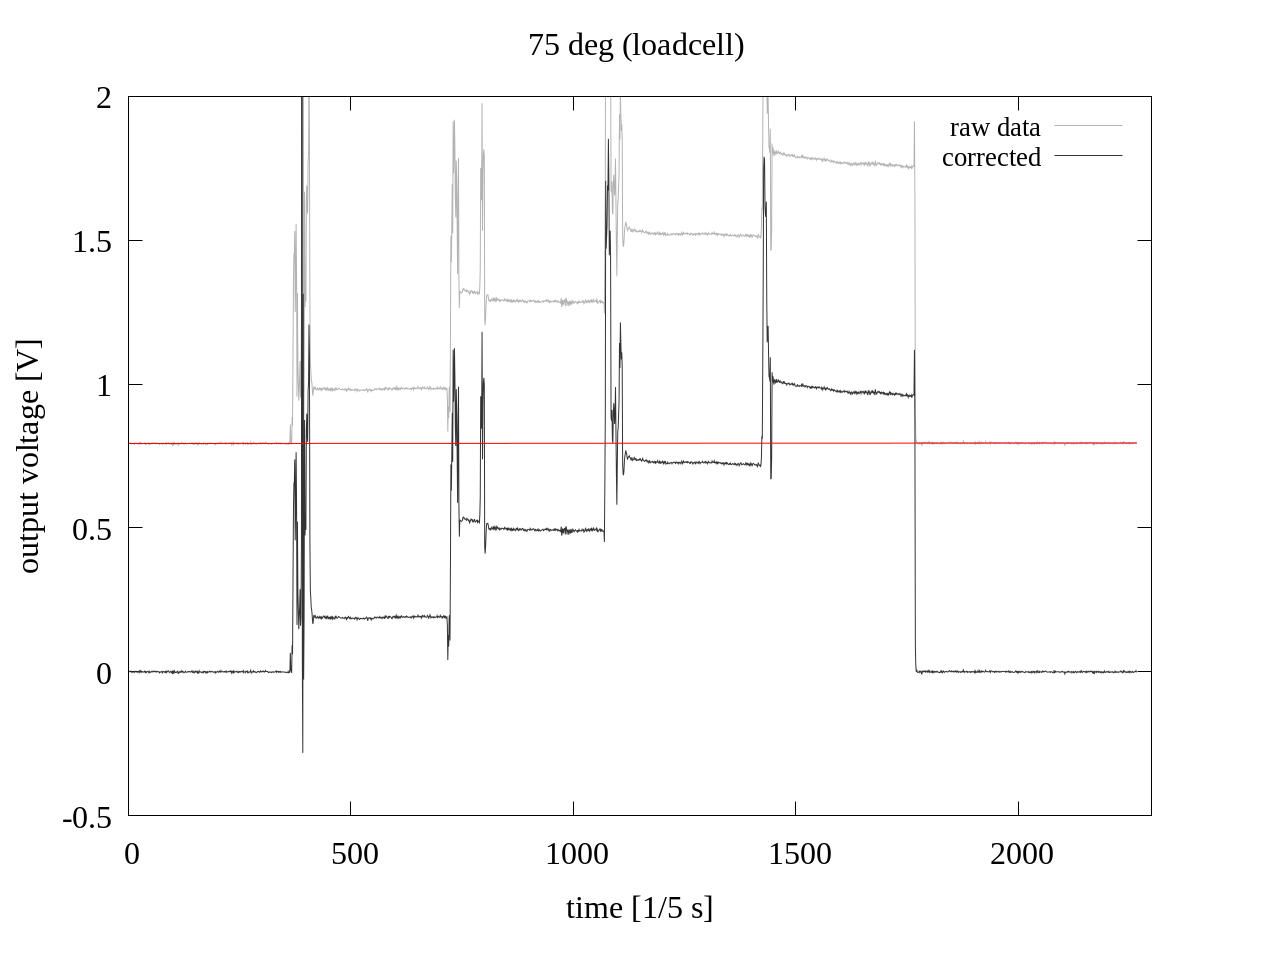 75 deg (loadcell)
raw data
corrected
2
1.5
1
0.5
0
-0.5
output voltage [V]
0 500 1000 1500 2000
time [1/5 s]